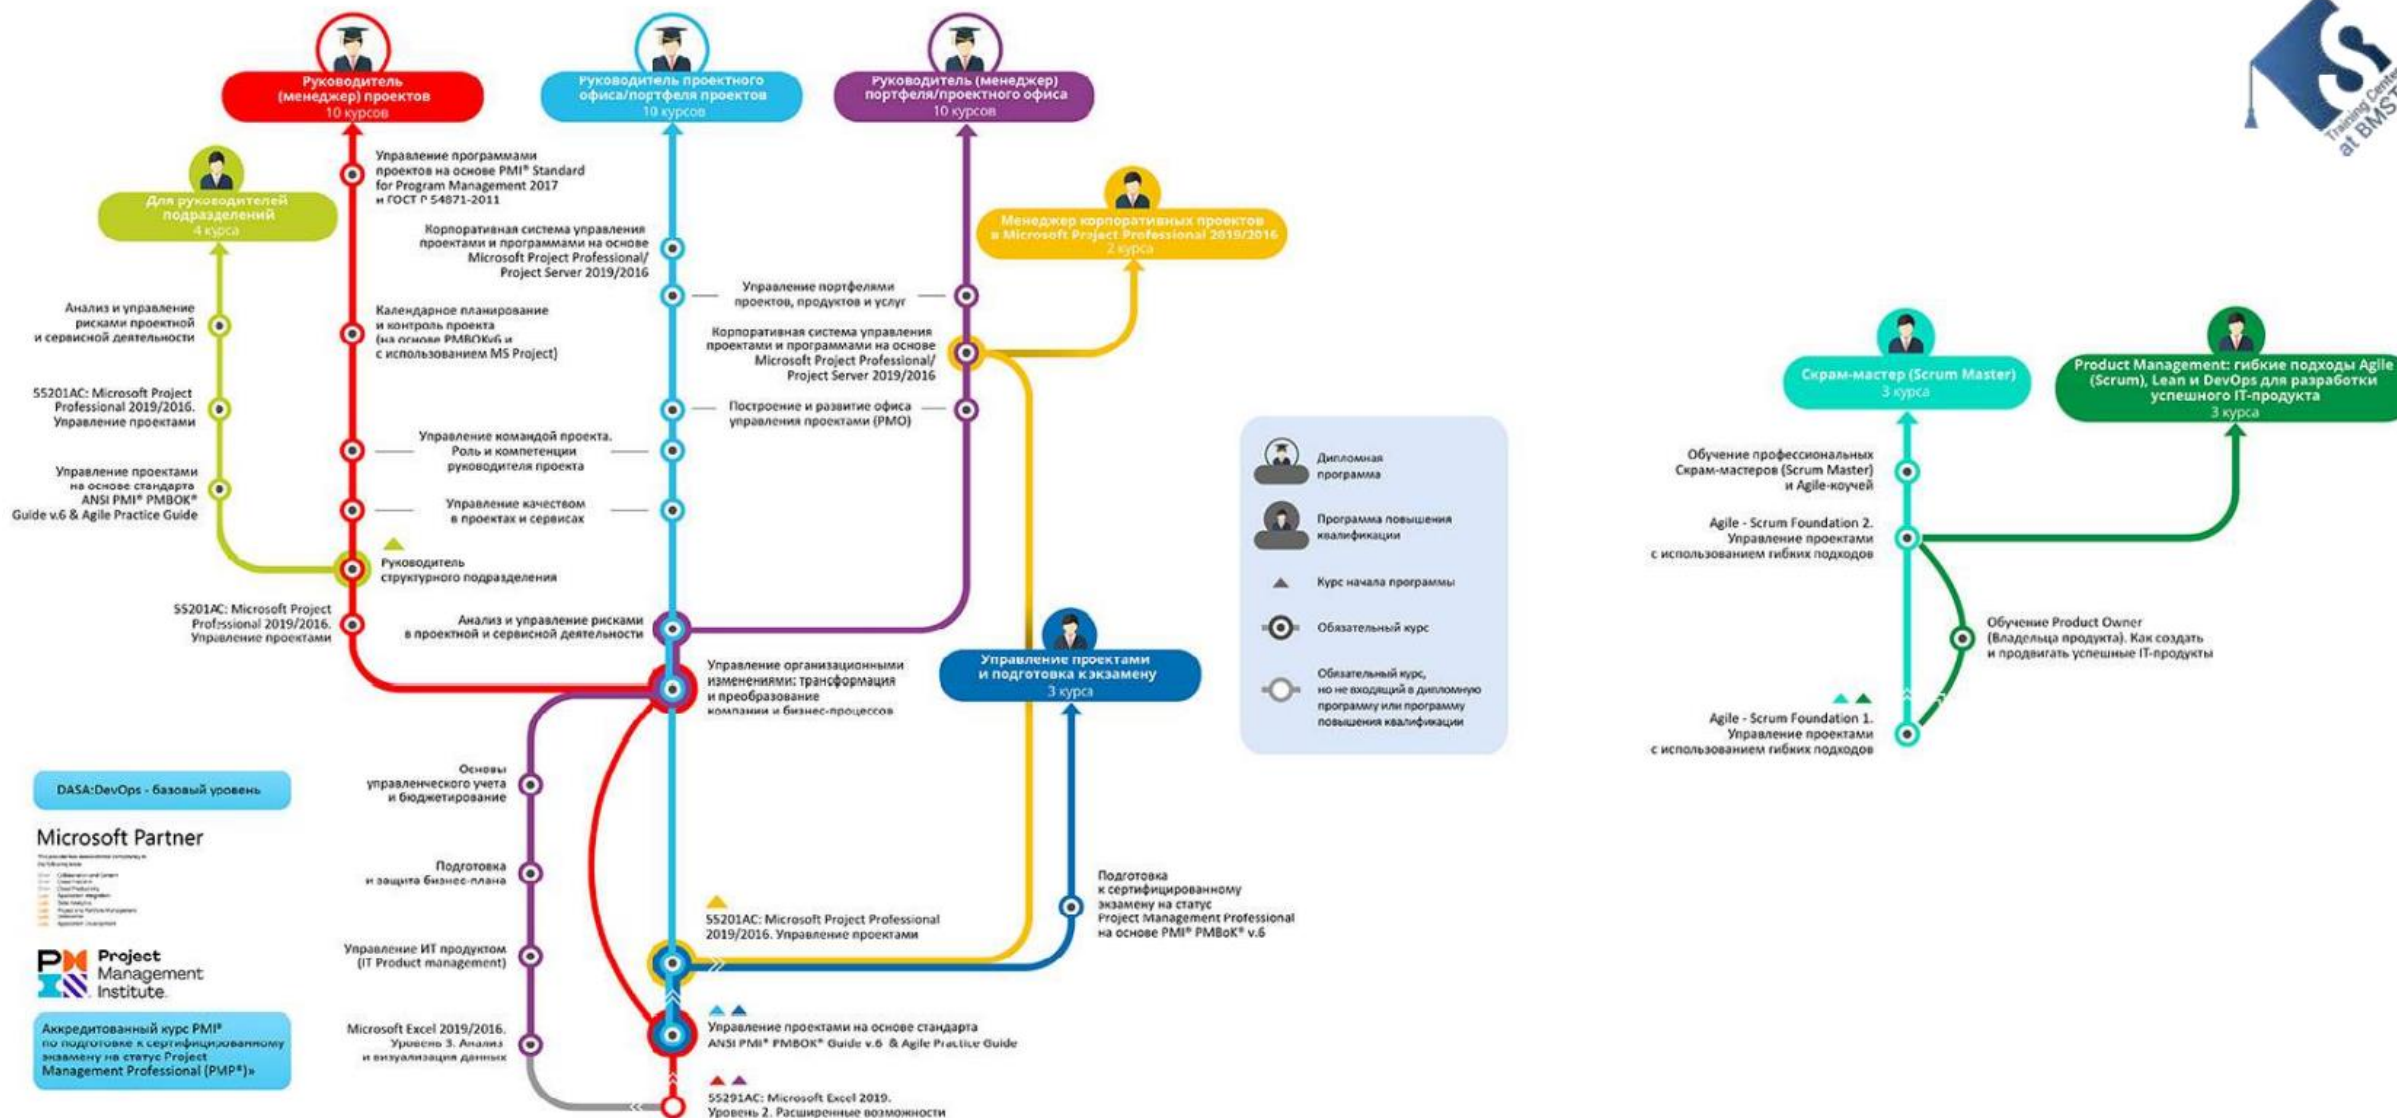 Руководитель
(менеджер) проектов
10 курсов
Руководитель проектного
офиса/портфеля проектов
10 курсов
Руководитель (менеджер)
портфеля/проектного офиса
10 курсов
Training Center
at BMST
Для руководителей
подразделений
4 курса
Менеджер корпоративных проектов
в Microsoft Project Professional 2019/2016
2 курса
Анализ и управление
рисками проектной
и сервисной деятельности
55201AC: Microsoft Project
Professional 2019/2016.
Управление проектами
Управление проектами
на основе стандарта
ANSI PMI® PMBOK®
Guide v.6 & Agile Practice Guide
Управление программами
проектов на основе PMI® Standard
for Program Management 2017
и ГОСТ Р 54871-2011
Календарное планирование
и контроль проекта
(на основе PMBOKv6 и
с использованием MS Project)
Корпоративная система управления
проектами и программами на основе
Microsoft Project Professional/
Project Server 2019/2016
Управление портфелями
проектов, продуктов и услуг
Корпоративная система управления
проектами и программами на основе
Microsoft Project Professional/
Project Server 2019/2016
Построение и развитие офиса
управления проектами (PMO)
Управление командой проекта.
Роль и компетенции
руководителя проекта
Управление качеством
в проектах и сервисах
Руководитель
структурного подразделения
55201AC: Microsoft Project
Professional 2019/2016.
Управление проектами
Анализ и управление рисками
в проектной и сервисной деятельности
Управление организационными
изменениями: трансформация
и преобразование
компании и бизнес-процессов
Управление проектами
и подготовка к экзамену
3 курса
Основы
управленческого учета
и бюджетирование
Подготовка
и защита бизнес-плана
Управление ИТ продуктом
(IT Product management)
Microsoft Excel 2019/2016.
Уровень 3. Анализ
и визуализация данных
55201AC: Microsoft Project Professional
2019/2016. Управление проектами
Подготовка
к сертифицированному
экзамену на статус
Project Management Professional
на основе PMI® PMBoK® v.6
Управление проектами на основе стандарта
ANSI PMI® PMBOK® Guide v.6 & Agile Practice Guide
55291AC: Microsoft Excel 2019.
Уровень 2. Расширенные возможности
DASA:DevOps - базовый уровень
Microsoft Partner
Project
Management
Institute.
Аккредитованный курс PMI®
по подготовке к сертифицированному
экзамену на статус Project
Management Professional (PMP®)»
Дипломная
программа
Программа повышения
квалификации
Курс начала программы
Обязательный курс
Обязательный курс,
но не входящий в дипломную
программу или программу
повышения квалификации
Скрам-мастер (Scrum Master)
3 курса
Product Management: гибкие подходы Agile
(Scrum), Lean и DevOps для разработки
успешного IT-продукта
3 курса
Обучение профессиональных
Скрам-мастеров (Scrum Master)
и Agile-коучей
Agile - Scrum Foundation 2.
Управление проектами
с использованием гибких подходов
Обучение Product Owner
(Владельца продукта). Как создать
и продвигать успешные IT-продукты
Agile - Scrum Foundation 1.
Управление проектами
с использованием гибких подходов